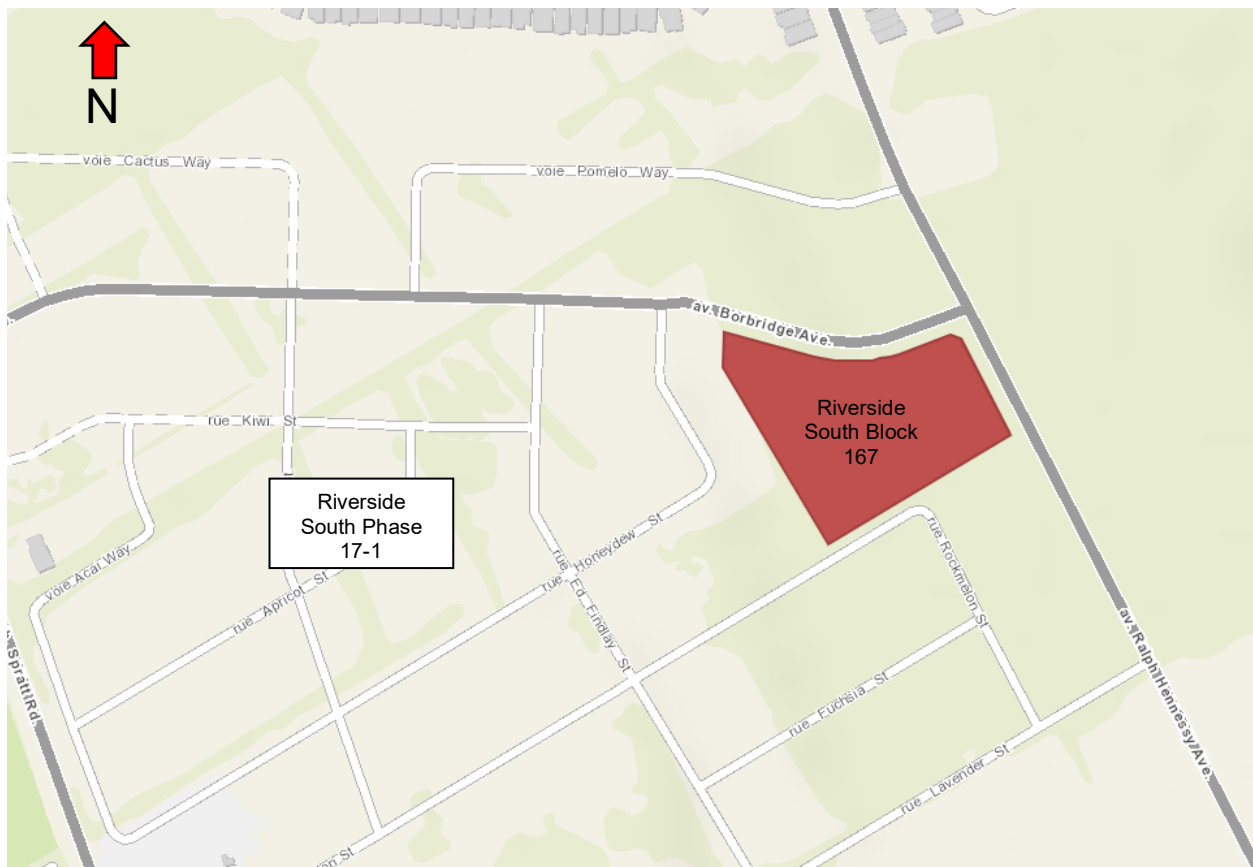 N
voie Cactus Way
voie Pomelo Way
av. Borbridge Ave.
rue Kiwi St
Riverside
South Block
167
Riverside
South Phase
17-1
voie Acai Way
rue Apricot St
rue Honeydew St
rue Ed Findlay St
rue Rockmelon St
av. Ralph Hennessy Ave.
Spratt Rd.
rue Fuchsia St
rue Lavender St
St